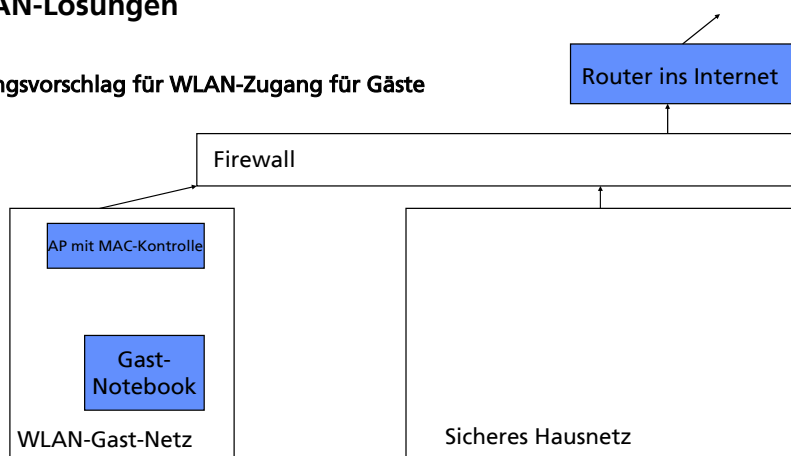 AN-Lösungen
ngsvorschlag für WLAN-Zugang für Gäste
Router ins Internet
Firewall
AP mit MAC-Kontrolle
Gast-
Notebook
WLAN-Gast-Netz
Sicheres Hausnetz